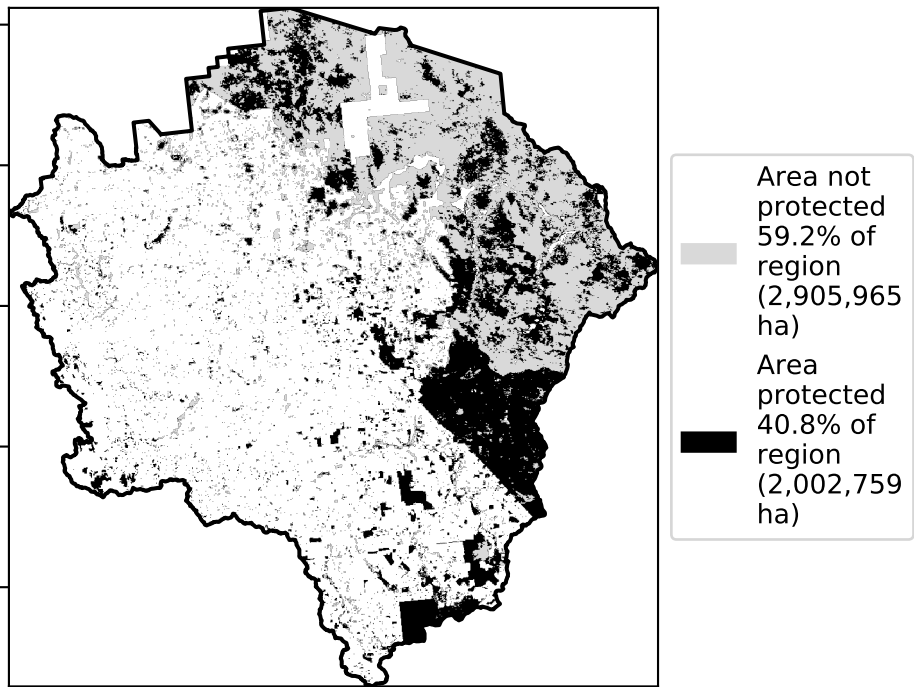 Area not
protected
59.2% of
region
(2,905,965
ha)
Area
protected
40.8% of
region
(2,002,759
ha)